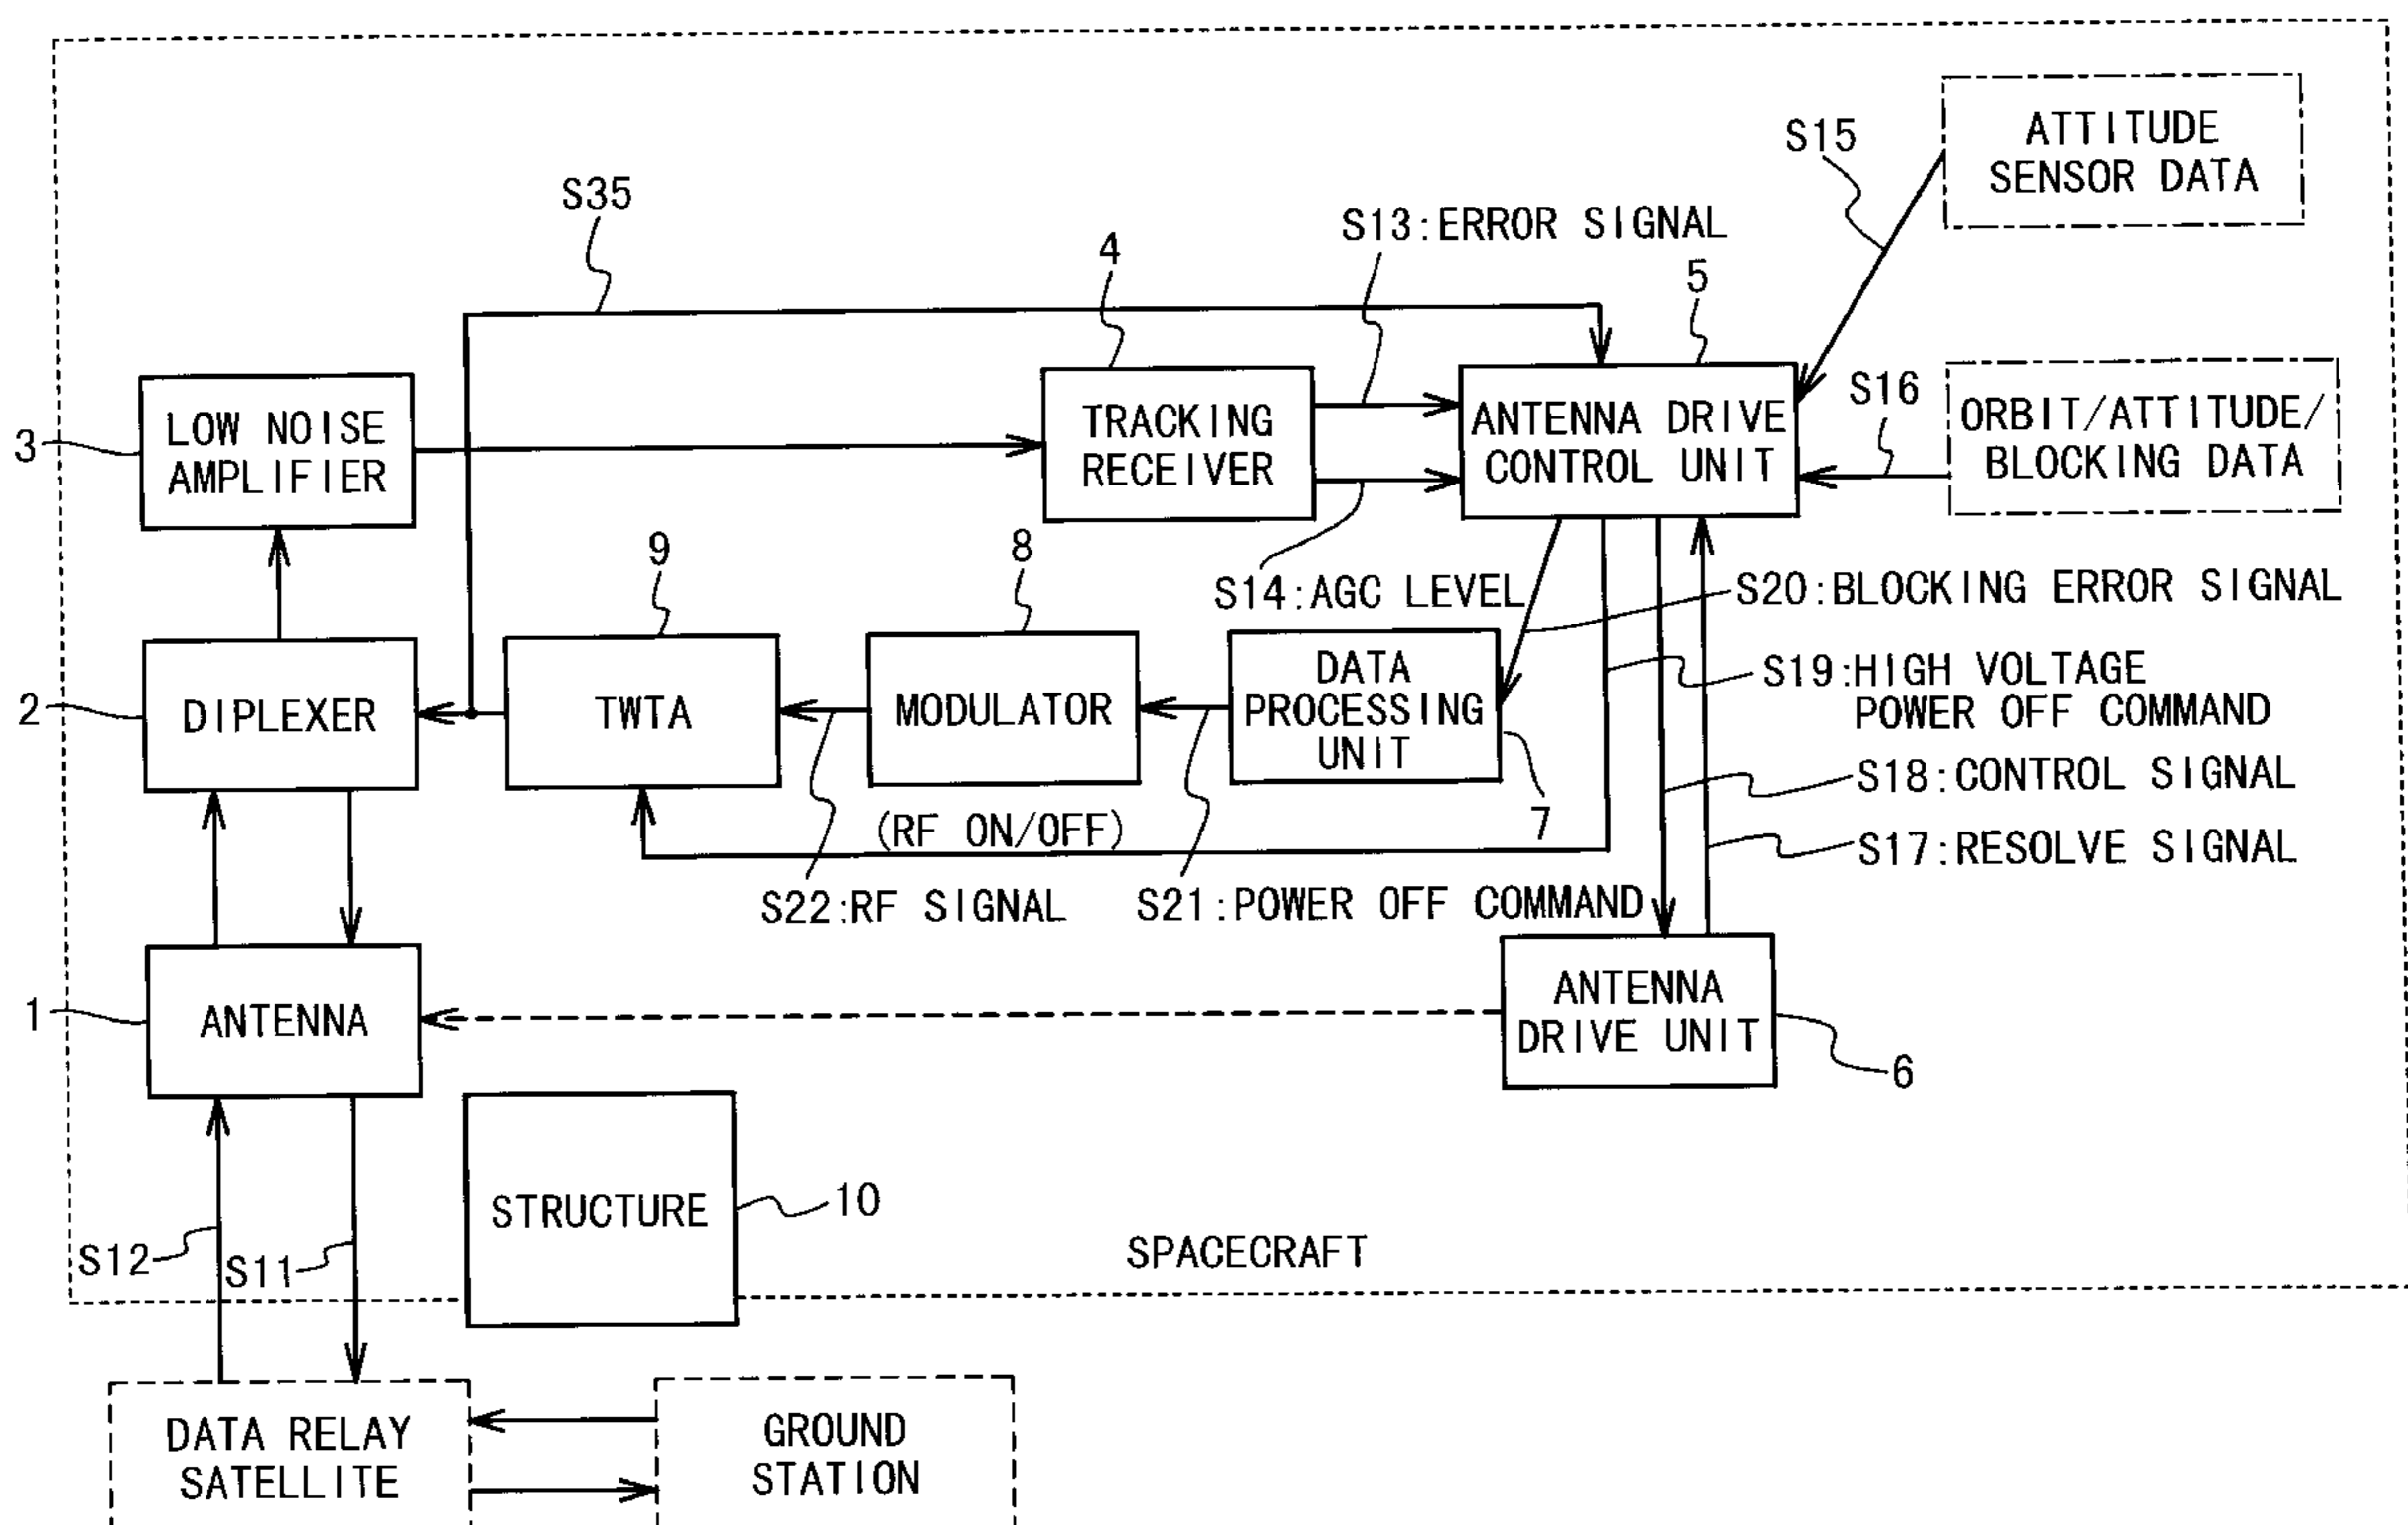 ATTITUDE
SENSOR DATA
S15
S35
S13:ERROR SIGNAL
4
5
S16
ORBIT/ATTITUDE/
BLOCKING DATA
3
LOW NOISE
AMPLIFIER
TRACKING
RECEIVER
ANTENNA DRIVE
CONTROL UNIT
9
8
S14:AGC LEVEL
S20:BLOCKING ERROR SIGNAL
2
DIPLEXER
TWTA
MODULATOR
DATA
PROCESSING
UNIT
7
S19:HIGH VOLTAGE
POWER OFF COMMAND
S18:CONTROL SIGNAL
(RF ON/OFF)
S17:RESOLVE SIGNAL
S22:RF SIGNAL
S21:POWER OFF COMMAND
1
ANTENNA
ANTENNA
DRIVE UNIT
6
STRUCTURE
10
S12
S11
SPACECRAFT
DATA RELAY
SATELLITE
GROUND
STATION